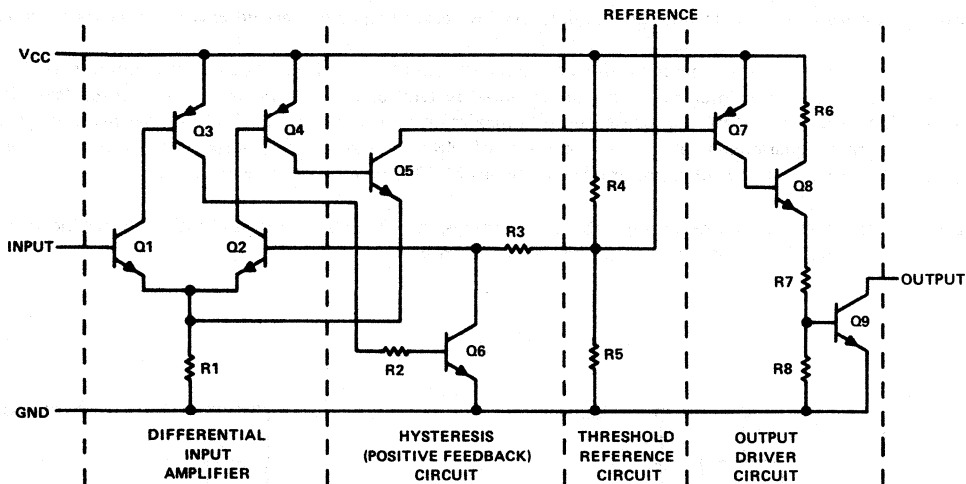 REFERENCE
VCC
Q3
Q4
Q5
Q7
R6
Q8
R4
INPUT
Q1
Q2
R3
R7
OUTPUT
Q9
R1
R2
Q6
R5
R8
GND
DIFFERENTIAL
INPUT
AMPLIFIER
HYSTERESIS
(POSITIVE FEEDBACK)
CIRCUIT
THRESHOLD
REFERENCE
CIRCUIT
OUTPUT
DRIVER
CIRCUIT